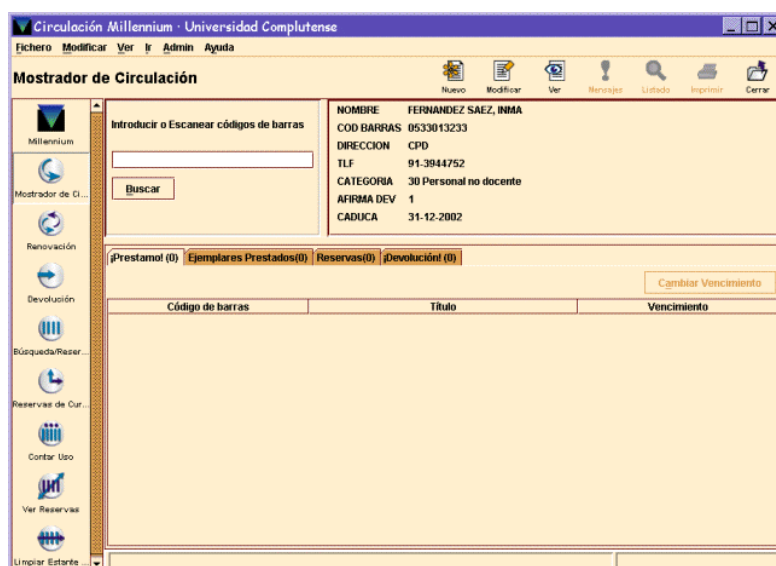 Circulación Millennium · Universidad Complutense
Fichero Modificar Ver Ir Admin Ayuda
Mostrador de Circulación
Nuevo Modificar Ver Mensajes Listado Imprimir Cerrar
Millennium
Mostrador de Ci...
Renovación
Devolución
Búsqueda/Reser...
Reservas de Cur...
Contar Uso
Ver Reservas
Limpiar Estante ...
Introducir o Escanear códigos de barras
Buscar
NOMBRE FERNANDEZ SAEZ, INMA
COD BARRAS 0533013233
DIRECCION CPD
TLF 91-3944752
CATEGORIA 30 Personal no docente
AFIRMA DEV 1
CADUCA 31-12-2002
¡Prestamo! (0) Ejemplares Prestados(0) Reservas(0) ¡Devolución! (0)
Cambiar Vencimiento
Código de barras Título Vencimiento